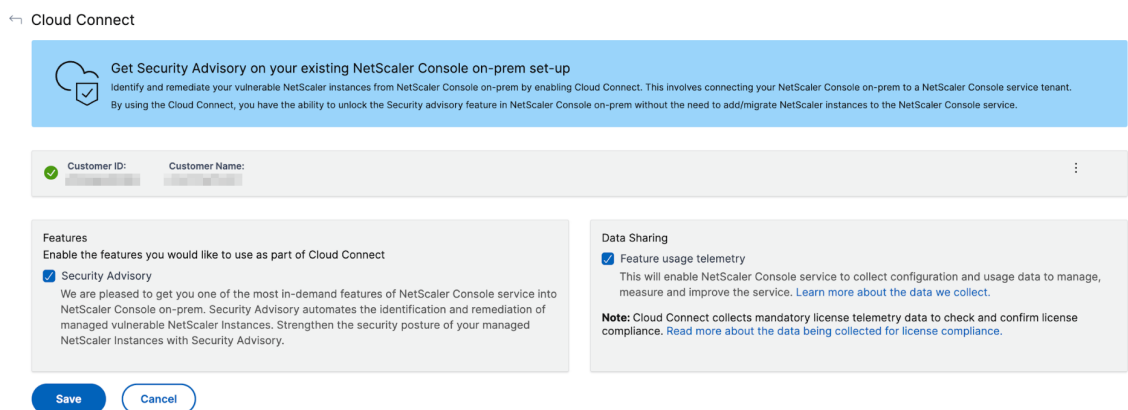 Cloud Connect
Get Security Advisory on your existing NetScaler Console on-prem set-up
Identify and remediate your vulnerable NetScaler instances from NetScaler Console on-prem by enabling Cloud Connect. This involves connecting your NetScaler Console on-prem to a NetScaler Console service tenant.
By using the Cloud Connect, you have the ability to unlock the Security advisory feature in NetScaler Console on-prem without the need to add/migrate NetScaler instances to the NetScaler Console service.
Customer ID: Customer Name:
Features
Enable the features you would like to use as part of Cloud Connect
Security Advisory
We are pleased to get you one of the most in-demand features of NetScaler Console service into
NetScaler Console on-prem. Security Advisory automates the identification and remediation of
managed vulnerable NetScaler Instances. Strengthen the security posture of your managed
NetScaler Instances with Security Advisory.
Data Sharing
Feature usage telemetry
This will enable NetScaler Console service to collect configuration and usage data to manage,
measure and improve the service. Learn more about the data we collect.
Note: Cloud Connect collects mandatory license telemetry data to check and confirm license
compliance. Read more about the data being collected for license compliance.
Save Cancel